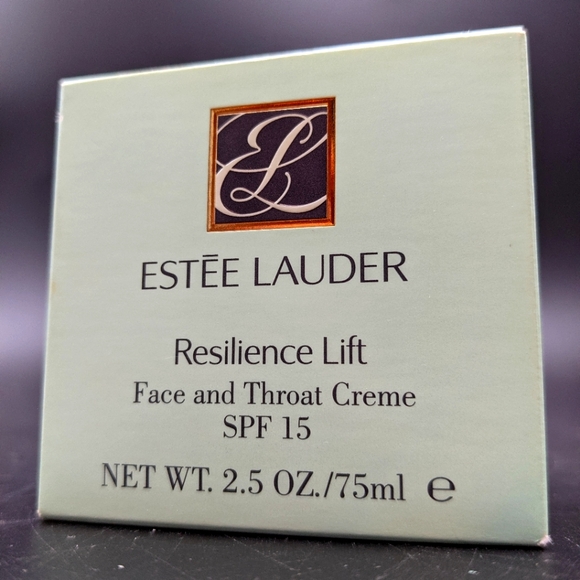 EL
ESTĒE LAUDER
Resilience Lift
Face and Throat Creme
SPF 15
NET WT. 2.5 OZ./75ml ℮